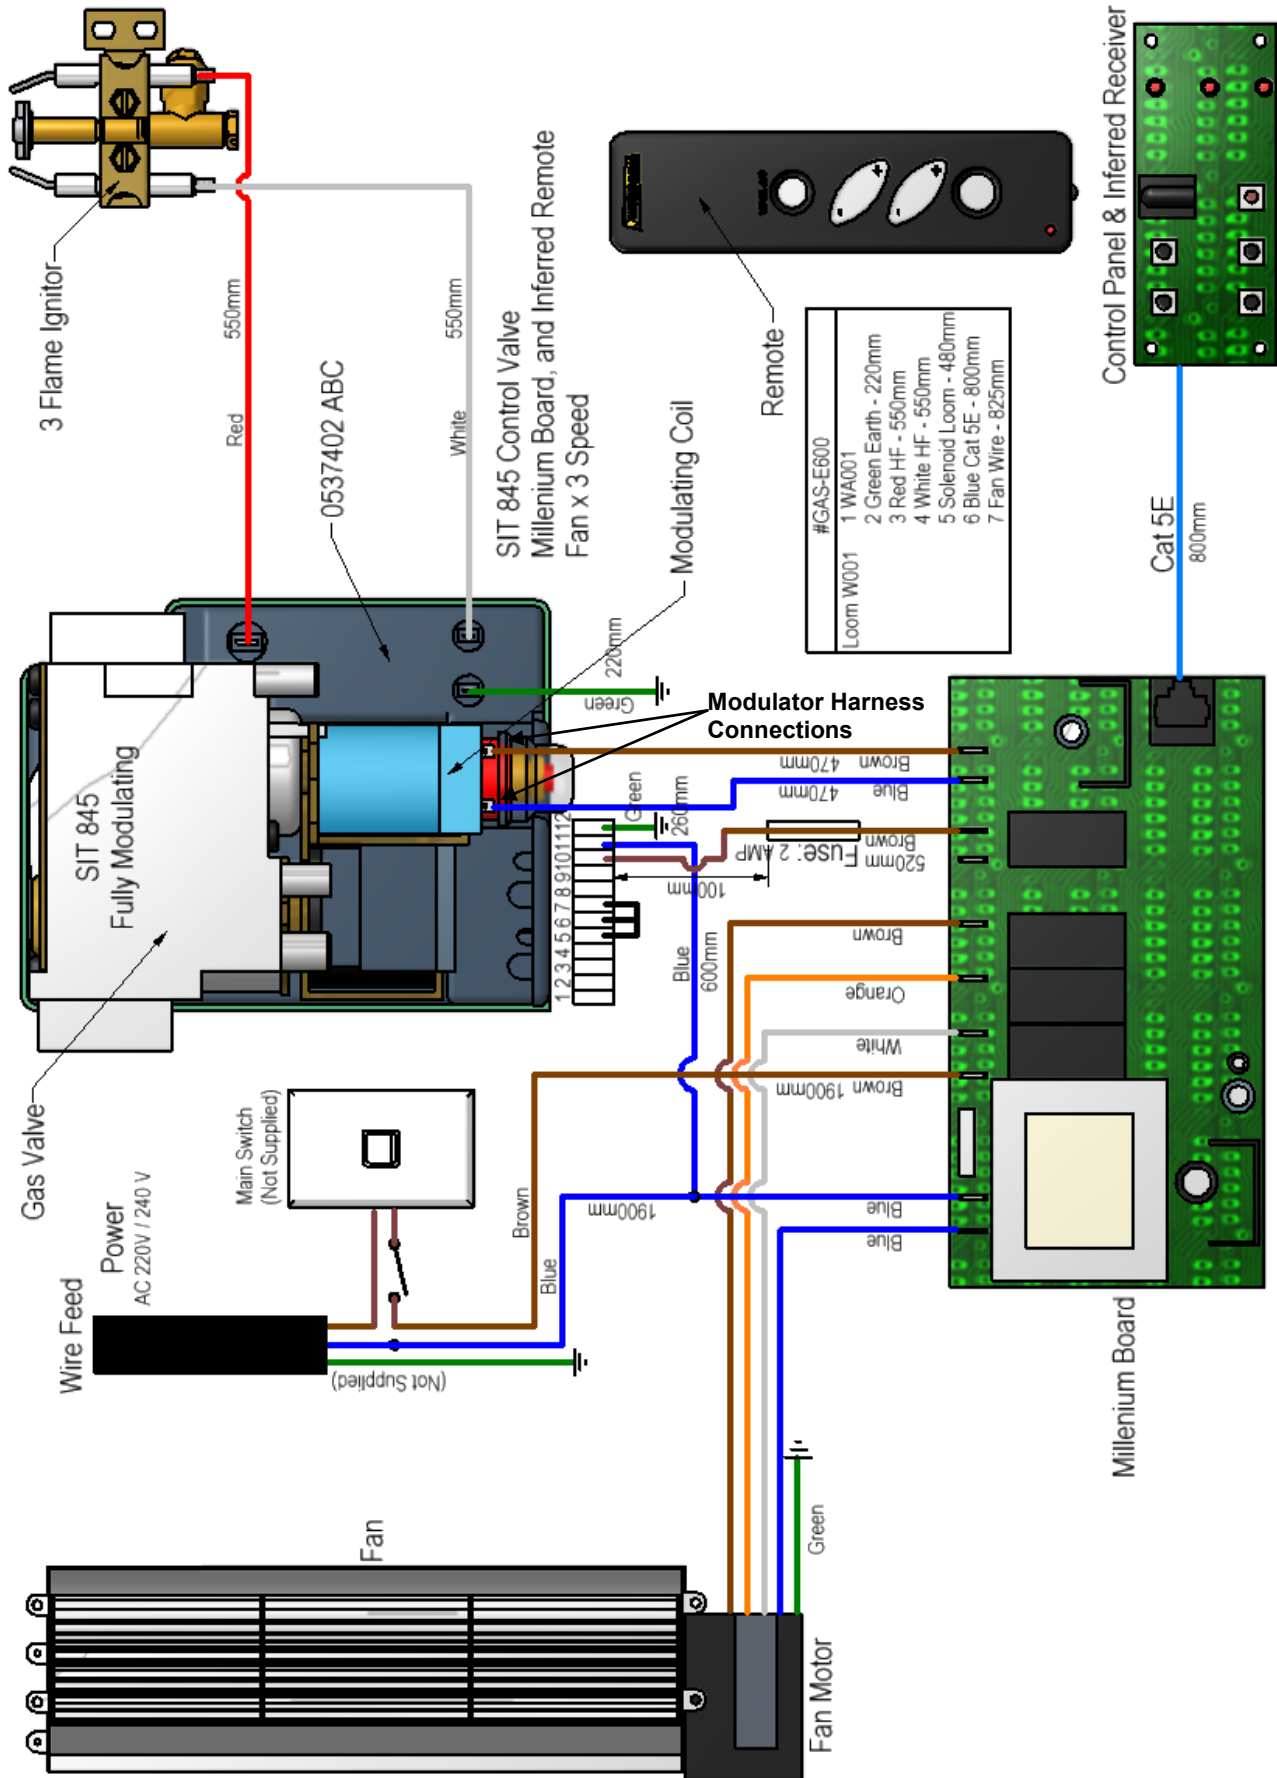 3 Flame Ignitor
Red
550mm
White
550mm
0537402 ABC
SIT 845 Control Valve
Millenium Board, and Inferred Remote
Fan x 3 Speed
Modulating Coil
Gas Valve
SIT 845
Fully Modulating
Green
220mm
Modulator Harness
Connections
Remote
#GAS-E600
Loom W001
1 WA001
2 Green Earth - 220mm
3 Red HF - 550mm
4 White HF - 550mm
5 Solenoid Loom - 480mm
6 Blue Cat 5E - 800mm
7 Fan Wire - 825mm
Control Panel & Inferred Receiver
Cat 5E
800mm
1 2 3 4 5 6 7 8 9 10 11 12
Green
260mm
100mm
Fuse: 2 AMP
Brown
520mm
Brown 470mm
Blue 470mm
Blue
600mm
Brown
Orange
White
Brown 1900mm
Blue
Blue
1900mm
Main Switch
(Not Supplied)
Brown
Blue
Wire Feed
Power
AC 220V / 240 V
(Not Supplied)
Millenium Board
Fan
Fan Motor
Green